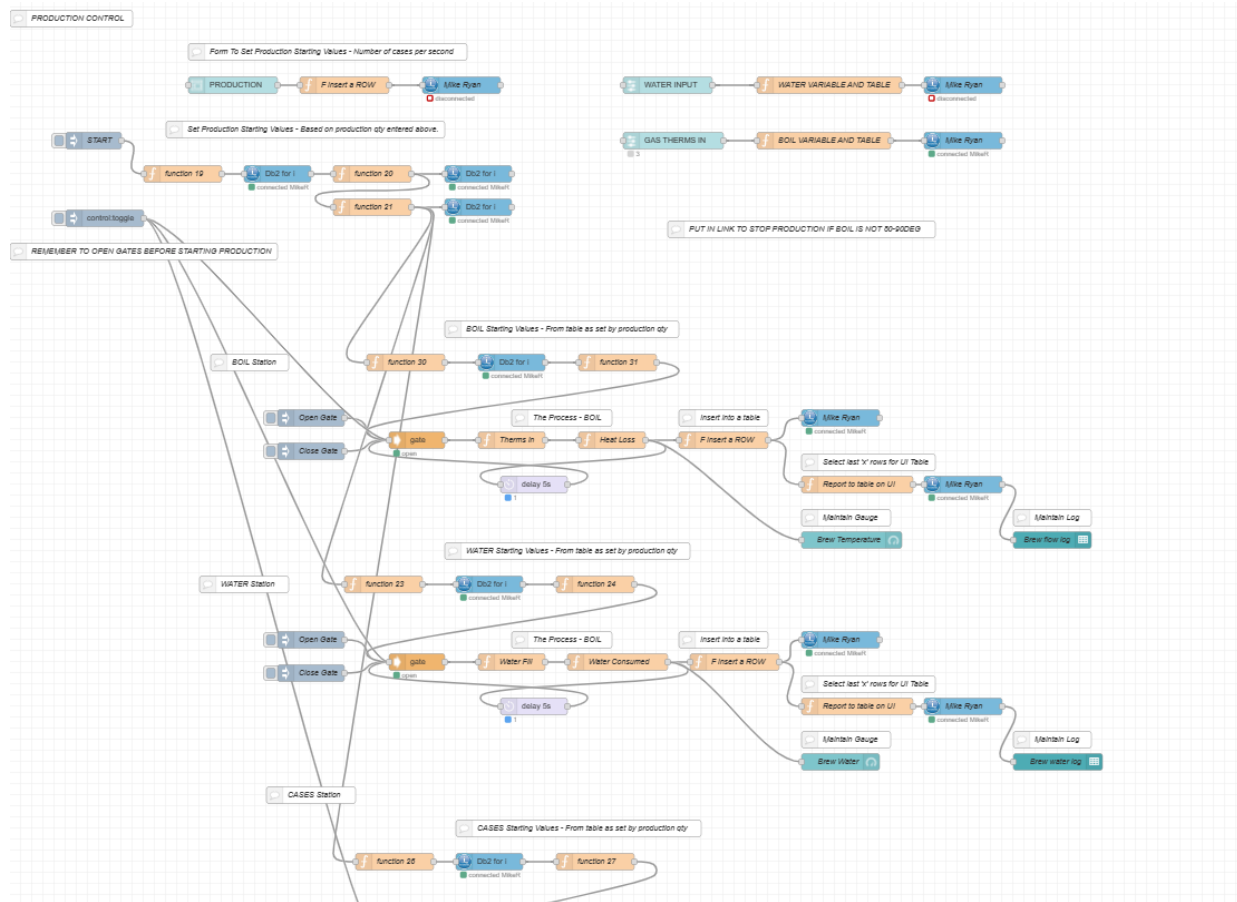 PRODUCTION CONTROL
Form To Set Production Starting Values - Number of cases per second
PRODUCTION
F Insert a ROW
Mike Ryan
disconnected
WATER INPUT
WATER VARIABLE AND TABLE
Mike Ryan
disconnected
Set Production Starting Values - Based on production qty entered above.
START
GAS THERMS IN
3
BOIL VARIABLE AND TABLE
Mike Ryan
connected MikeR
function 19
Db2 for i
connected MikeR
function 20
Db2 for i
connected MikeR
function 21
Db2 for i
connected MikeR
control:toggle
PUT IN LINK TO STOP PRODUCTION IF BOIL IS NOT 80-90DEG
REMEMBER TO OPEN GATES BEFORE STARTING PRODUCTION
BOIL Starting Values - From table as set by production qty
BOIL Station
function 30
Db2 for i
connected MikeR
function 31
Open Gate
The Process - BOIL
Insert into a table
Mike Ryan
connected MikeR
Close Gate
gate
open
Therms in
Heat Loss
F Insert a ROW
Select last 'x' rows for UI Table
delay 5s
1
Report to table on UI
Mike Ryan
connected MikeR
Maintain Gauge
Maintain Log
Brew Temperature
Brew flow log
WATER Starting Values - From table as set by production qty
WATER Station
function 23
Db2 for i
connected MikeR
function 24
Open Gate
The Process - BOIL
Insert into a table
Mike Ryan
connected MikeR
Close Gate
gate
open
Water Fill
Water Consumed
F Insert a ROW
Select last 'x' rows for UI Table
delay 5s
1
Report to table on UI
Mike Ryan
connected MikeR
Maintain Gauge
Maintain Log
Brew Water
Brew water log
CASES Station
CASES Starting Values - From table as set by production qty
function 26
Db2 for i
connected MikeR
function 27